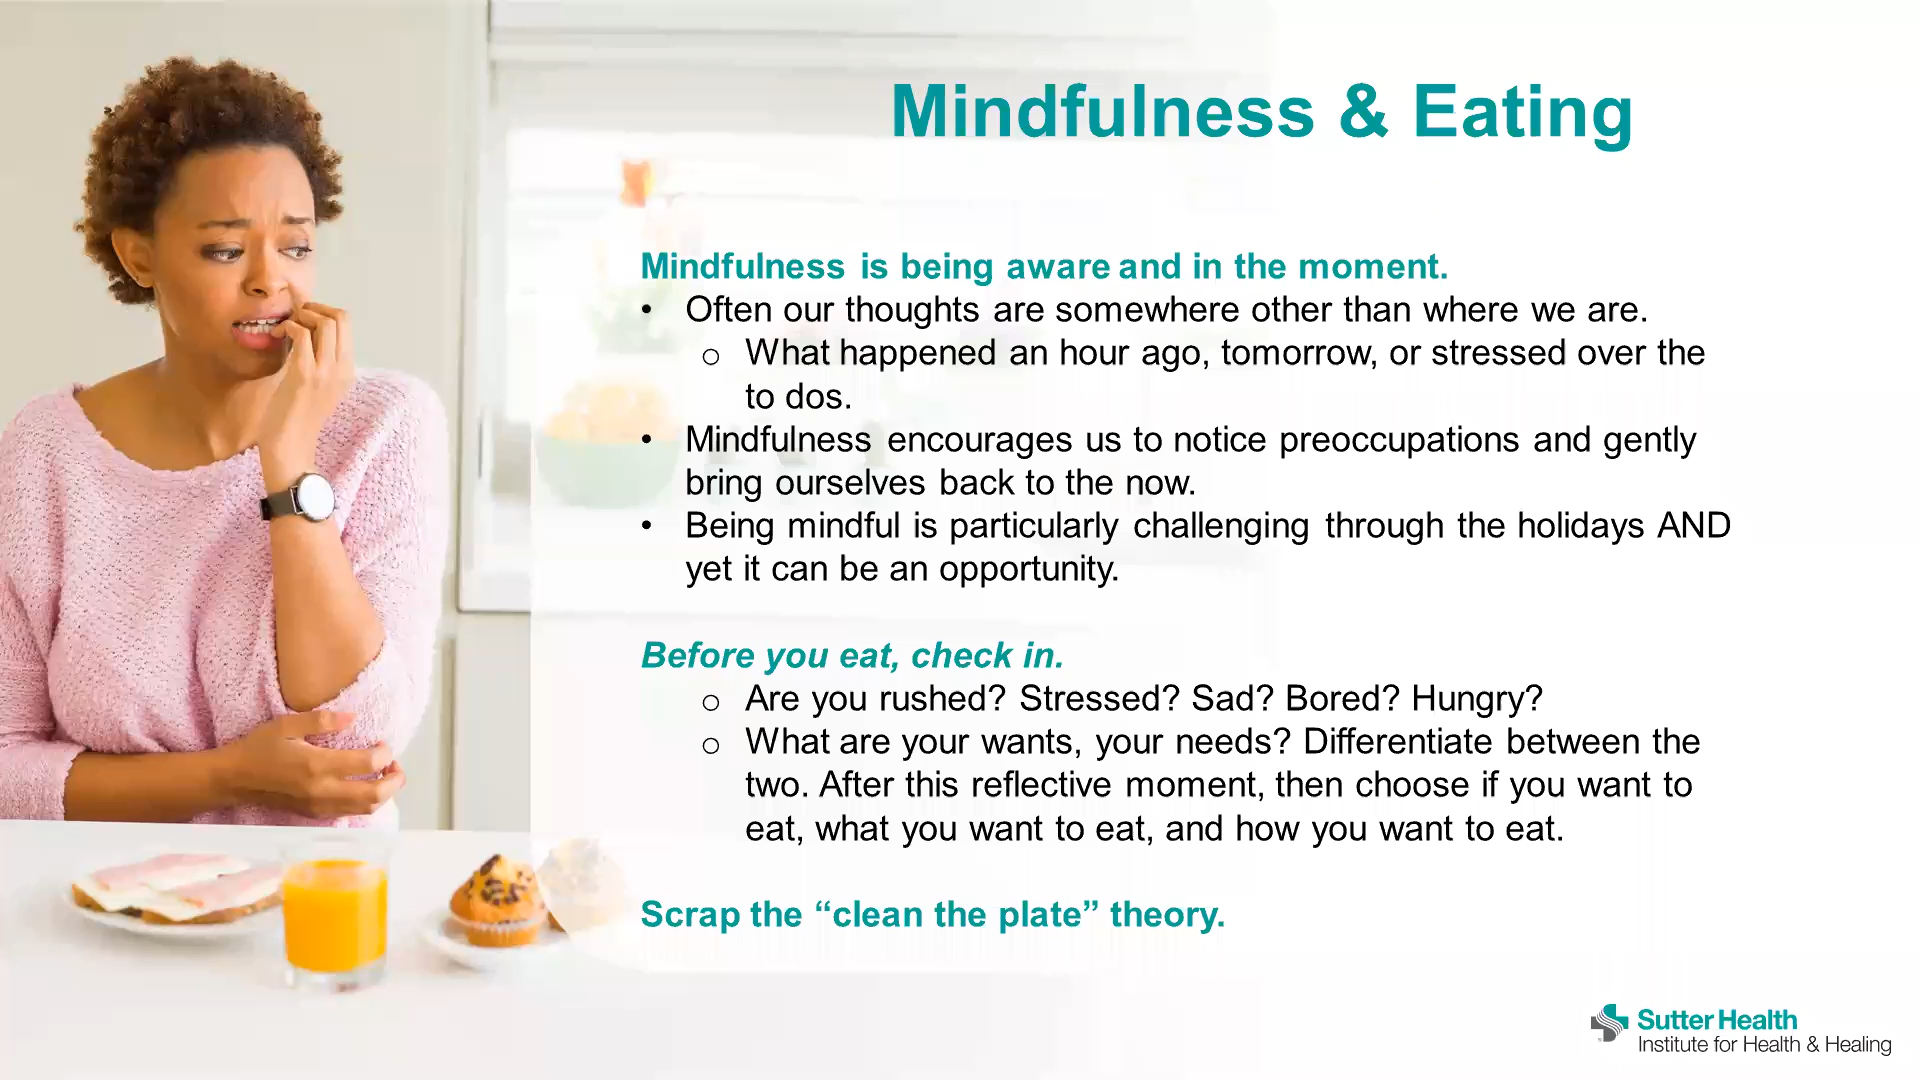 Mindfulness & Eating
Mindfulness is being aware and in the moment.
• Often our thoughts are somewhere other than where we are.
o What happened an hour ago, tomorrow, or stressed over the
to dos.
• Mindfulness encourages us to notice preoccupations and gently
bring ourselves back to the now.
• Being mindful is particularly challenging through the holidays AND
yet it can be an opportunity.
Before you eat, check in.
o Are you rushed? Stressed? Sad? Bored? Hungry?
o What are your wants, your needs? Differentiate between the
two. After this reflective moment, then choose if you want to
eat, what you want to eat, and how you want to eat.
Scrap the “clean the plate” theory.
Sutter Health
Institute for Health & Healing